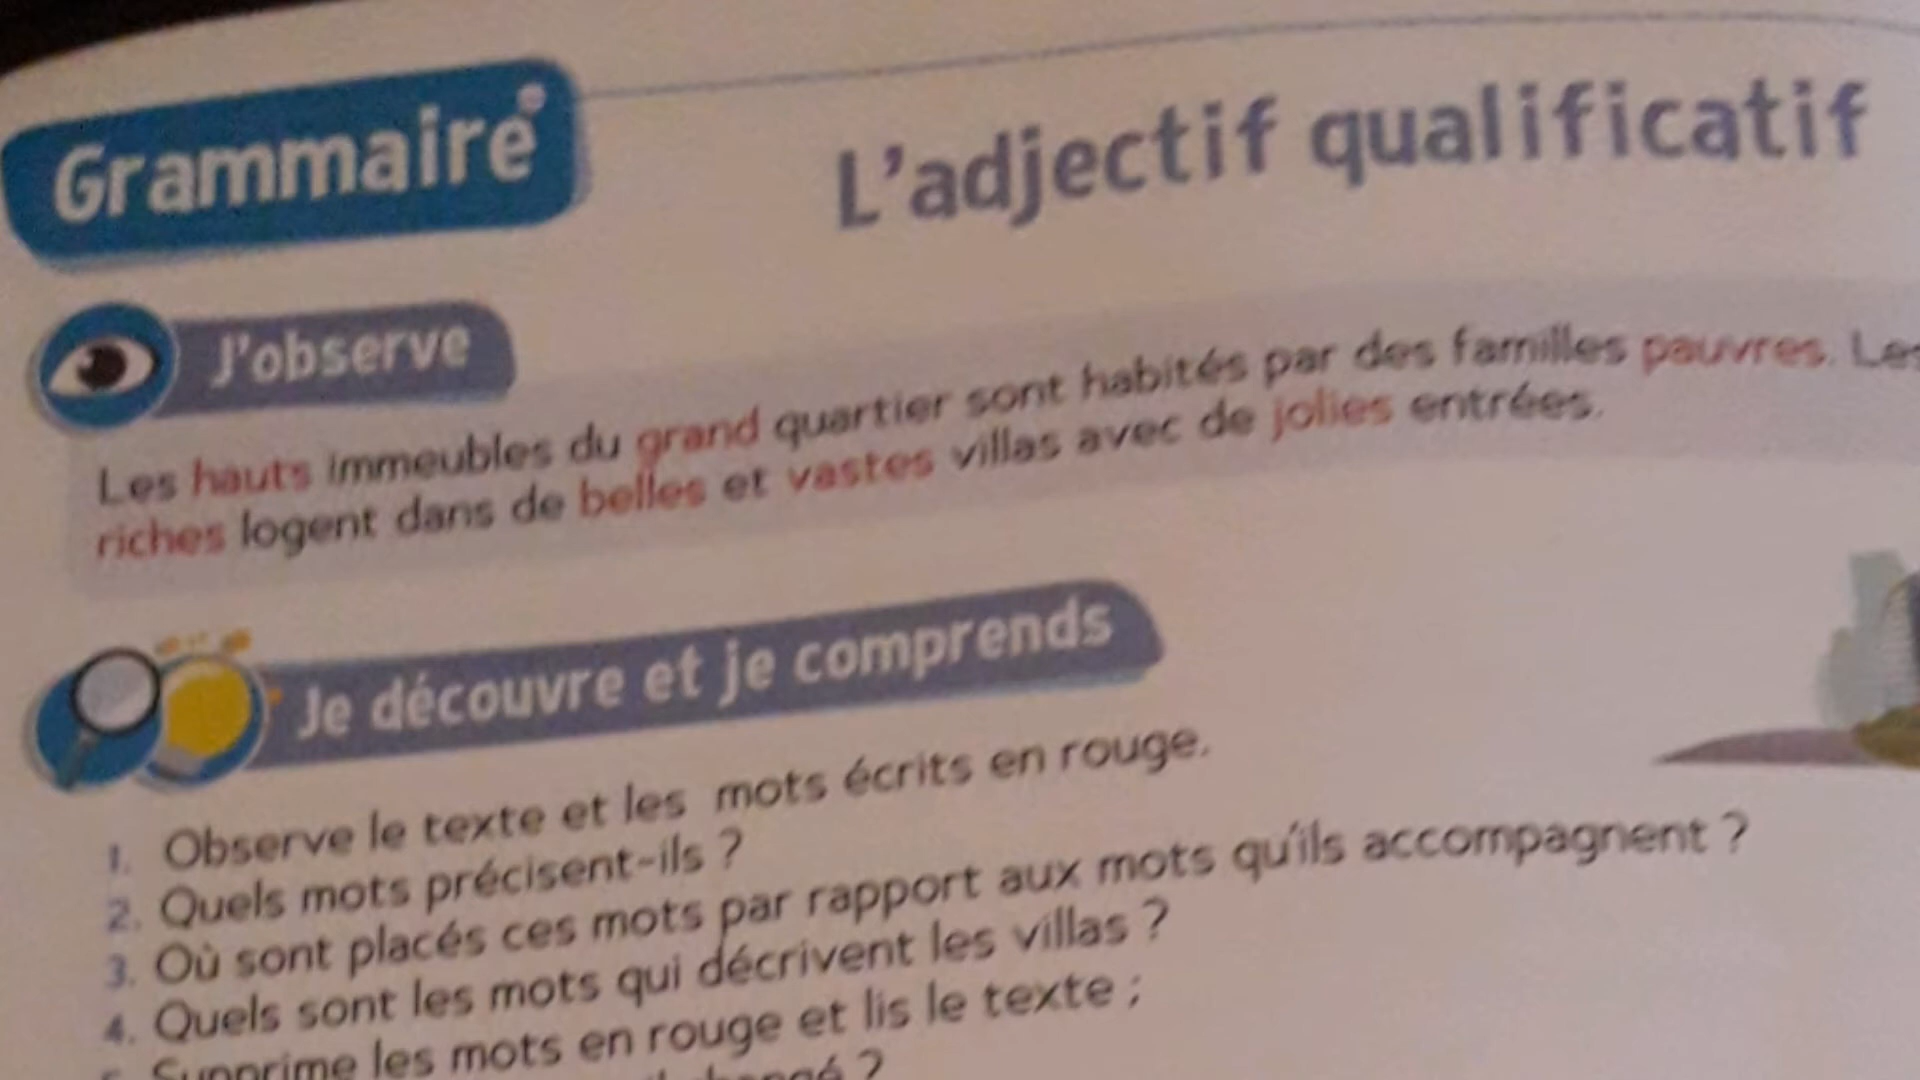 Grammaire
L'adjectif qualificatif
J'observe
Les hauts immeubles du grand quartier sont habités par des familles pauvres. Les
riches logent dans de belles et vastes villas avec de jolies entrées.
Je découvre et je comprends
1. Observe le texte et les mots écrits en rouge.
2. Quels mots précisent-ils ?
3. Où sont placés ces mots par rapport aux mots qu'ils accompagnent ?
4. Quels sont les mots qui décrivent les villas ?
Supprime les mots en rouge et lis le texte ;